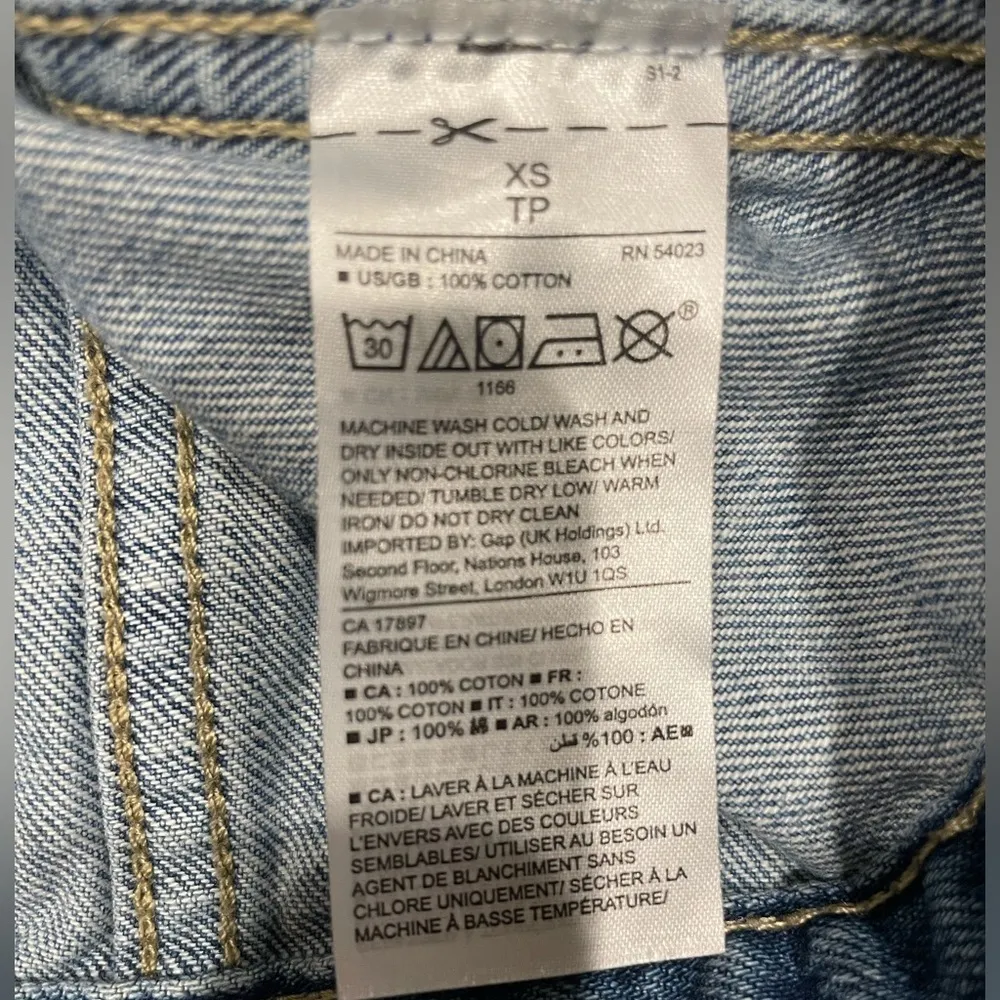 S1-2
XS
TP
MADE IN CHINA RN 54023
■ US/GB : 100% COTTON
30 ®
1166
MACHINE WASH COLD/ WASH AND
DRY INSIDE OUT WITH LIKE COLORS/
ONLY NON-CHLORINE BLEACH WHEN
NEEDED/ TUMBLE DRY LOW/ WARM
IRON/ DO NOT DRY CLEAN
IMPORTED BY: Gap (UK Holdings) Ltd.
Second Floor, Nations House, 103
Wigmore Street, London W1U 1QS
CA 17897
FABRIQUE EN CHINE/ HECHO EN
CHINA
■ CA : 100% COTON ■ FR :
100% COTON ■ IT : 100% COTONE
■ JP : 100% 綿 ■ AR : 100% algodón
■ AE : 100% قطن
■ CA : LAVER À LA MACHINE À L'EAU
FROIDE/ LAVER ET SÉCHER SUR
L'ENVERS AVEC DES COULEURS
SEMBLABLES/ UTILISER AU BESOIN UN
AGENT DE BLANCHIMENT SANS
CHLORE UNIQUEMENT/ SÉCHER À LA
MACHINE À BASSE TEMPÉRATURE/